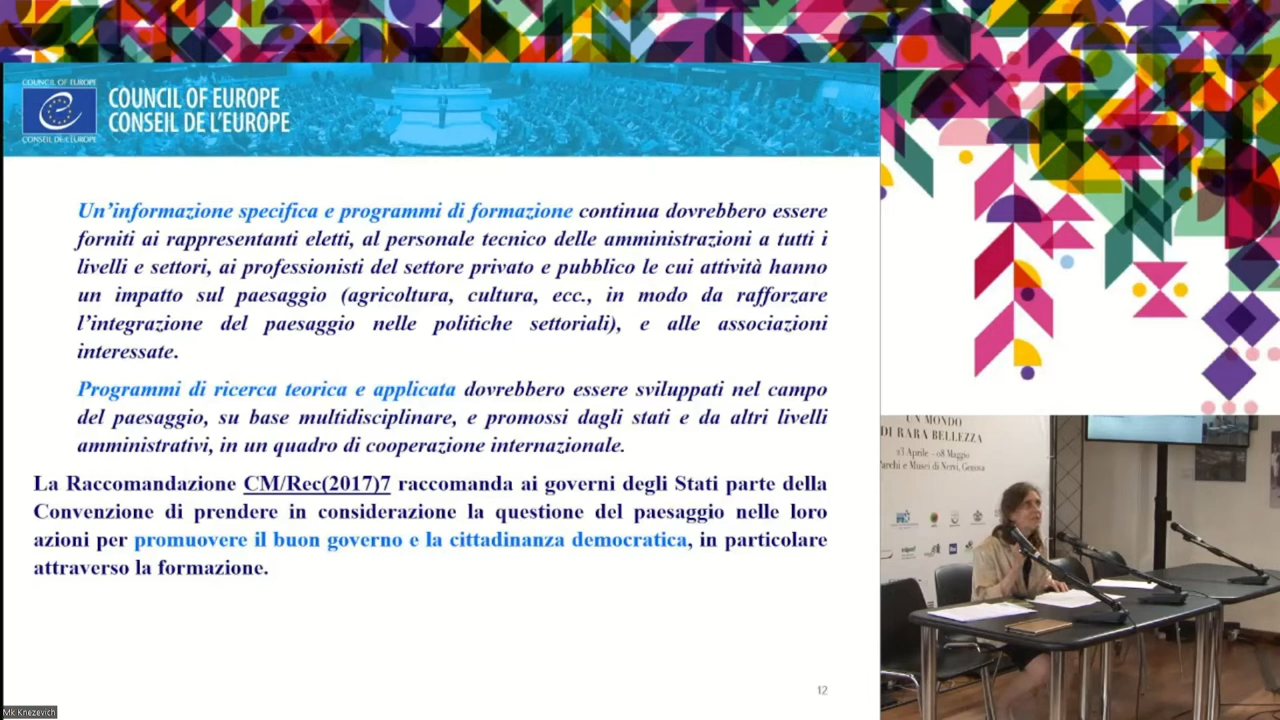 COUNCIL OF EUROPE
COUNCIL OF EUROPE
CONSEIL DE L'EUROPE
CONSEIL DE L'EUROPE
Un'informazione specifica e programmi di formazione continua dovrebbero essere
forniti ai rappresentanti eletti, al personale tecnico delle amministrazioni a tutti i
livelli e settori, ai professionisti del settore privato e pubblico le cui attività hanno
un impatto sul paesaggio (agricoltura, cultura, ecc., in modo da rafforzare
l'integrazione del paesaggio nelle politiche settoriali), e alle associazioni
interessate.
Programmi di ricerca teorica e applicata dovrebbero essere sviluppati nel campo
del paesaggio, su base multidisciplinare, e promossi dagli stati e da altri livelli
amministrativi, in un quadro di cooperazione internazionale.
La Raccomandazione CM/Rec(2017)7 raccomanda ai governi degli Stati parte della
Convenzione di prendere in considerazione la questione del paesaggio nelle loro
azioni per promuovere il buon governo e la cittadinanza democratica, in particolare
attraverso la formazione.
12
UN MONDO
DI RARA BELLEZZA
23 Aprile - 08 Maggio
Parchi e Musei di Nervi, Genova
Rai
Mk Knezevich